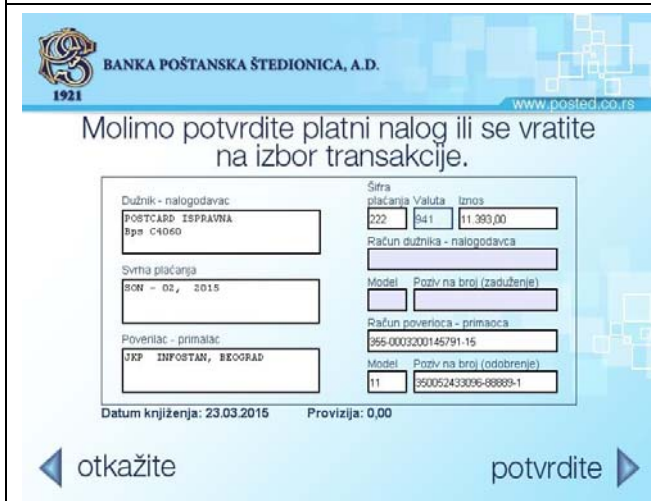 BANKA POŠTANSKA ŠTEDIONICA, A.D.
1921
www.posted.co.rs
Molimo potvrdite platni nalog ili se vratite
na izbor transakcije.
Dužnik - nalogodavac
POSTCARD ISPRAVNA
Bps C4060
Svrha plaćanja
SON - 02, 2015
Poverilac - primalac
JKP INFOSTAN, BEOGRAD
Šifra
plaćanja Valuta Iznos
222 941 11.393,00
Račun dužnika - nalogodavca
Model Poziv na broj (zaduženje)
Račun poverioca - primaoca
355-0003200145791-15
Model Poziv na broj (odobrenje)
11 350052433096-88889-1
Datum knjiženja: 23.03.2015 Provizija: 0,00
otkažite
potvrdite